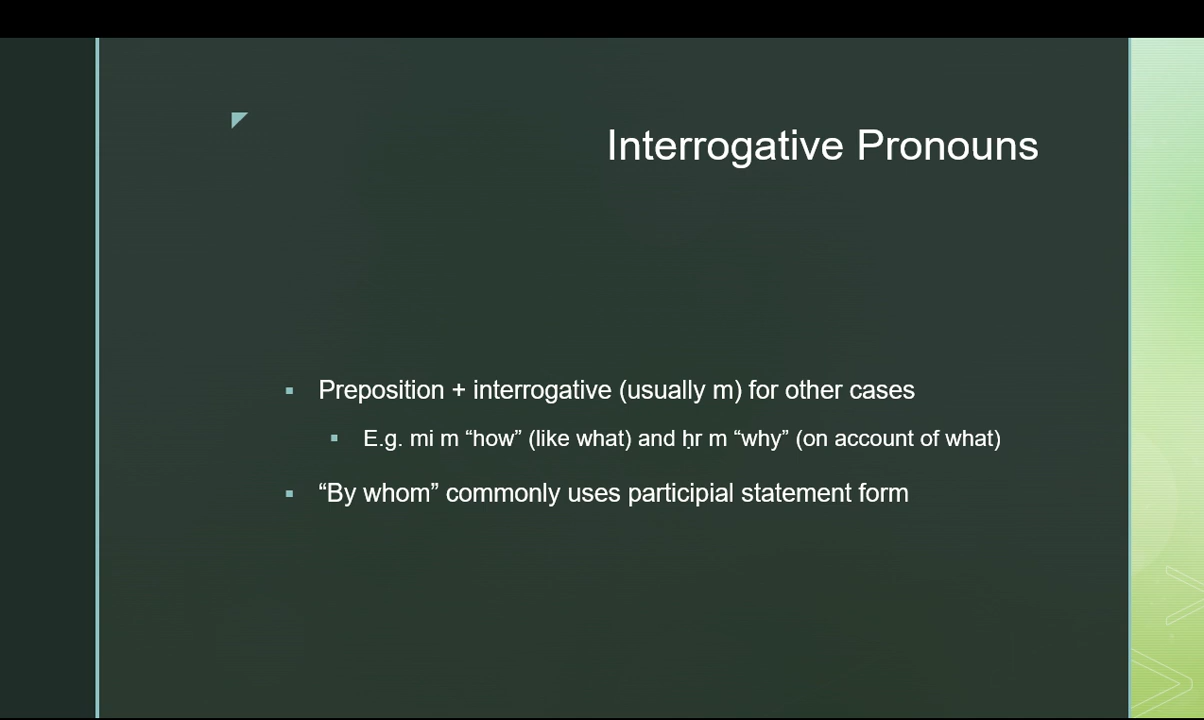 Interrogative Pronouns
▪ Preposition + interrogative (usually m) for other cases
▪ E.g. mi m “how” (like what) and ḥr m “why” (on account of what)
▪ “By whom” commonly uses participial statement form